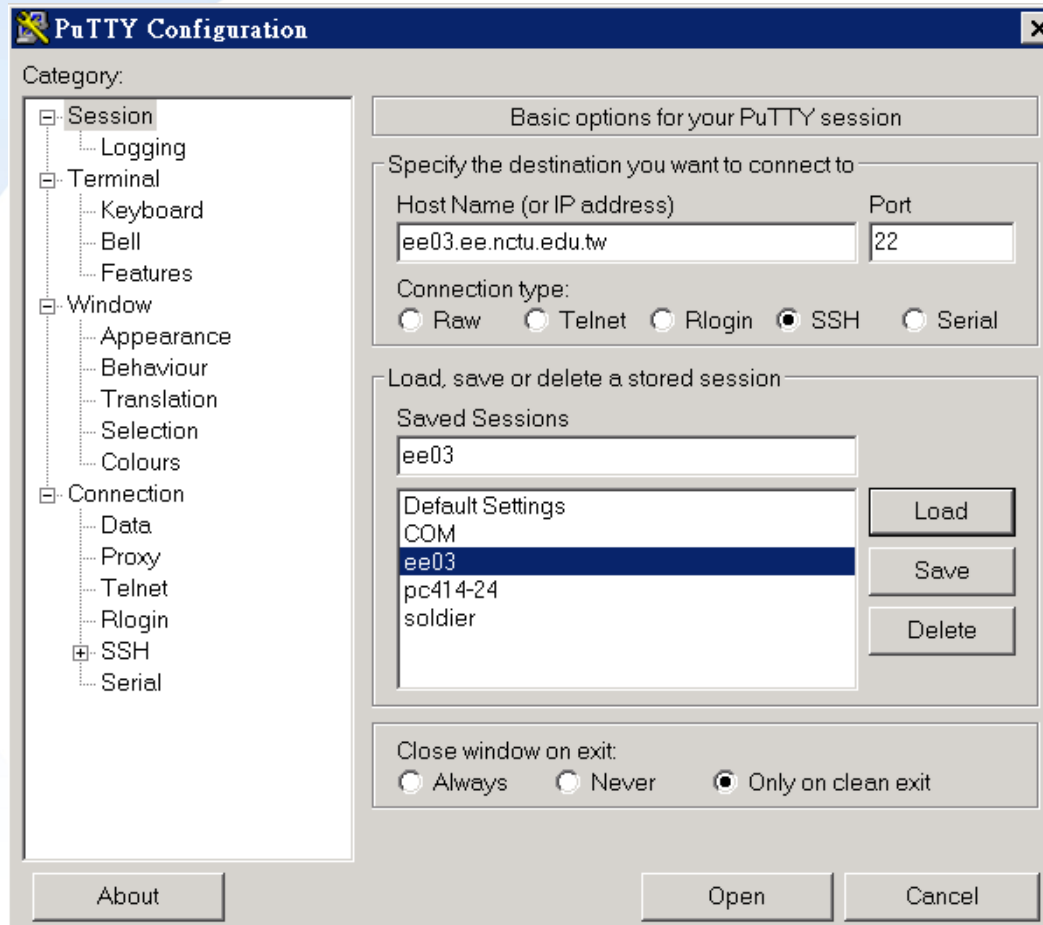 PuTTY Configuration
Category:
Session
Logging
Terminal
Keyboard
Bell
Features
Window
Appearance
Behaviour
Translation
Selection
Colours
Connection
Data
Proxy
Telnet
Rlogin
SSH
Serial
Basic options for your PuTTY session
Specify the destination you want to connect to
Host Name (or IP address) Port
ee03.ee.nctu.edu.tw 22
Connection type:
Raw Telnet Rlogin SSH Serial
Load, save or delete a stored session
Saved Sessions
ee03
Default Settings
COM
ee03
pc414-24
soldier
Load
Save
Delete
Close window on exit:
Always Never Only on clean exit
About Open Cancel